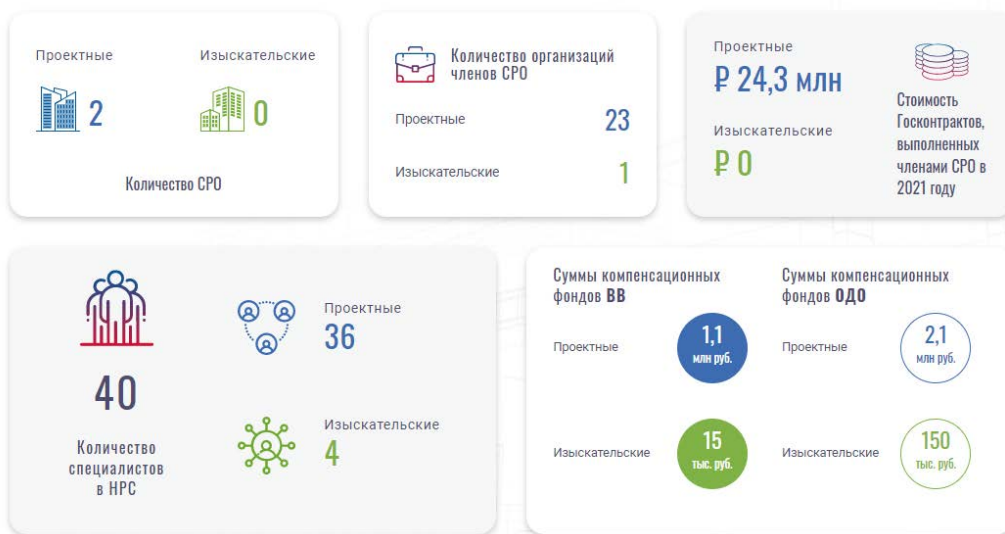 Проектные
2
Изыскательские
0
Количество СРО
Количество организаций
членов СРО
Проектные 23
Изыскательские 1
Проектные
₽ 24,3 млн
Изыскательские
₽ 0
Стоимость
Госконтрактов,
выполненных
членами СРО в
2021 году
40
Количество
специалистов
в НРС
Проектные
36
Изыскательские
4
Суммы компенсационных
фондов ВВ
Проектные
1,1
млн руб.
Изыскательские
15
тыс. руб.
Суммы компенсационных
фондов ОДО
Проектные
2,1
млн руб.
Изыскательские
150
тыс. руб.